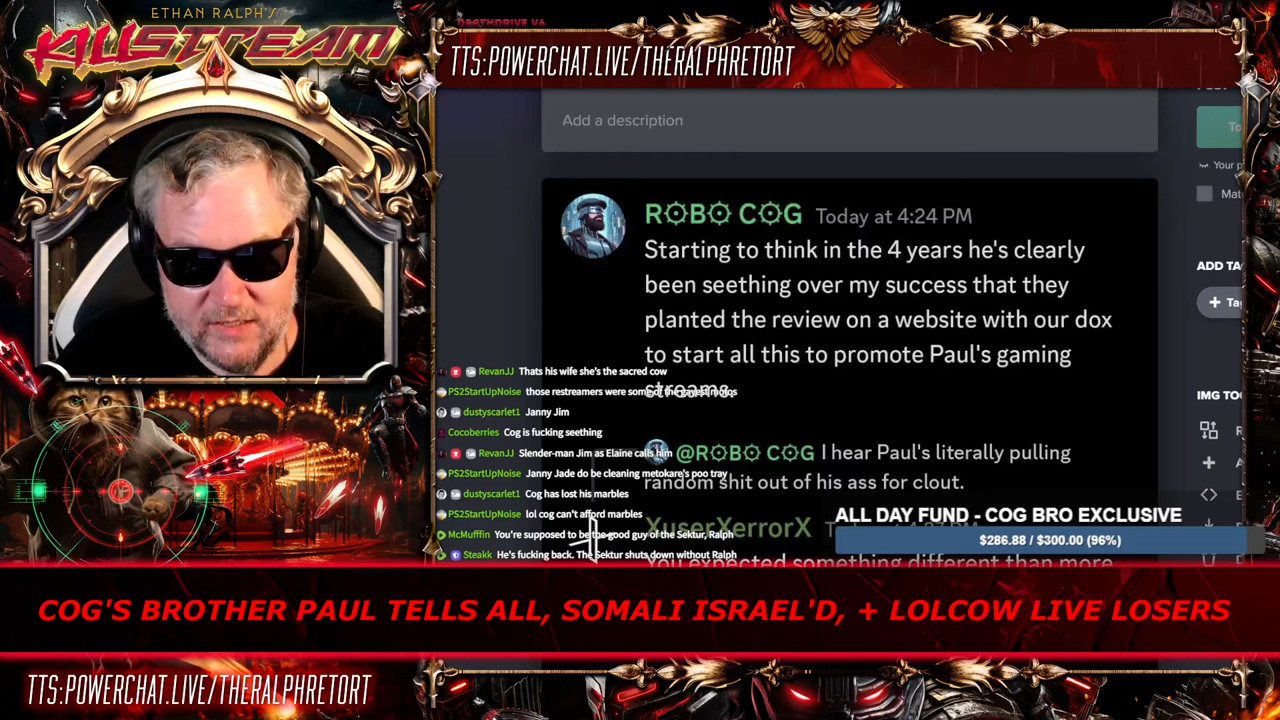 ETHAN RALPH'S
KILLSTREAM
DEATHDRIVE V6
TTS:POWERCHAT.LIVE/THERALPHRETORT
Add a description
To
Your p
ROBO COG Today at 4:24 PM
Starting to think in the 4 years he's clearly
been seething over my success that they
planted the review on a website with our dox
to start all this to promote Paul's gaming
streams
ADD TA
+ Ta
IMG TO
@ROBO COG I hear Paul's literally pulling
random shit out of his ass for clout.
XuserXerrorX
You expected something different than more
RevanJJ Thats his wife she's the sacred cow
PS2StartUpNoise those restreamers were some of the gayest mofos
dustyscarlet1 Janny Jim
Cocoberries Cog is fucking seething
RevanJJ Slender-man Jim as Elaine calls him
PS2StartUpNoise Janny Jade do be cleaning metokare's poo tray
dustyscarlet1 Cog has lost his marbles
PS2StartUpNoise lol cog can't afford marbles
McMufffin You're supposed to be the good guy of the Sektur, Ralph
Steakk He's fucking back. The Sektur shuts down without Ralph
ALL DAY FUND - COG BRO EXCLUSIVE
$286.88 / $300.00 (96%)
COG'S BROTHER PAUL TELLS ALL, SOMALI ISRAEL'D, + LOLCOW LIVE LOSERS
TTS:POWERCHAT.LIVE/THERALPHRETORT